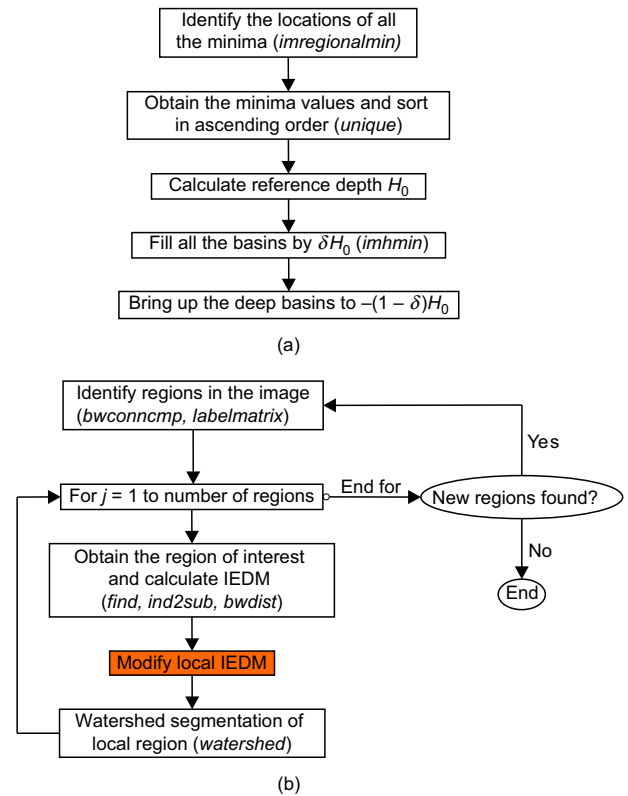 Identify the locations of all
the minima (imregionalmin)
Obtain the minima values and sort
in ascending order (unique)
Calculate reference depth H0
Fill all the basins by δH0 (imhmin)
Bring up the deep basins to –(1 – δ)H0
(a)
Identify regions in the image
(bwconncmp, labelmatrix)
Yes
For j = 1 to number of regions
End for
New regions found?
Obtain the region of interest
and calculate IEDM
(find, ind2sub, bwdist)
No
End
Modify local IEDM
Watershed segmentation of
local region (watershed)
(b)